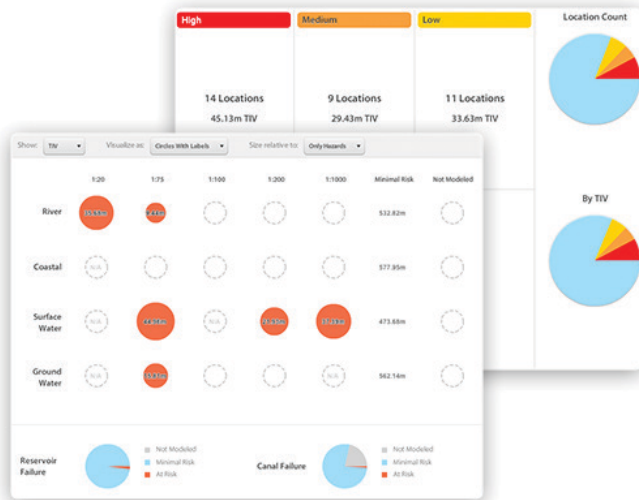 High
Medium
Low
Location Count
14 Locations
9 Locations
11 Locations
45.13m TIV
29.43m TIV
33.63m TIV
By TIV
Show: TIV
Visualize as: Circles With Labels
Size relative to: Only Hazards
1:20
1:75
1:100
1:200
1:1000
Minimal Risk
Not Modeled
River
532.82m
Coastal
N/A
577.95m
Surface
Water
N/A
N/A
473.68m
Ground
Water
N/A
N/A
562.14m
Reservoir
Failure
Not Modeled
Minimal Risk
At Risk
Canal Failure
Not Modeled
Minimal Risk
At Risk